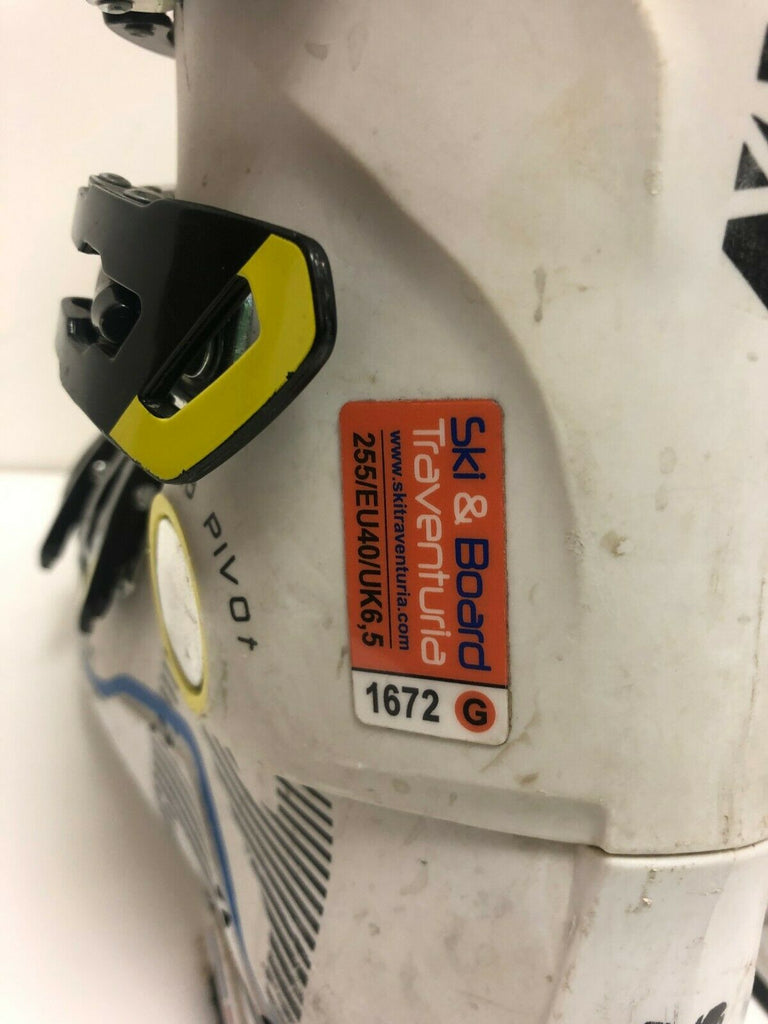 Ski & Board
Traventuria
www.skitraventuria.com
255/EU40/UK6,5
1672 G
PIVOt